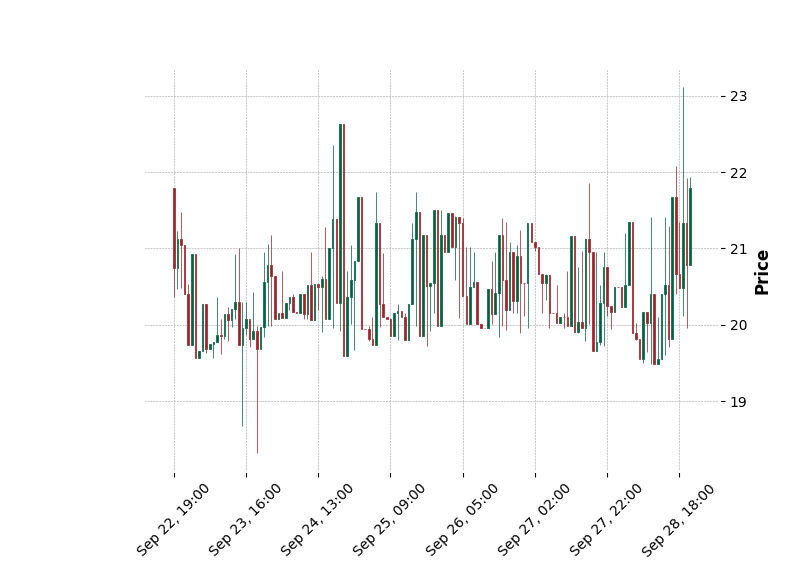 23
22
21
20
19
Price
Sep 22, 19:00
Sep 23, 16:00
Sep 24, 13:00
Sep 25, 09:00
Sep 26, 05:00
Sep 27, 02:00
Sep 27, 22:00
Sep 28, 18:00